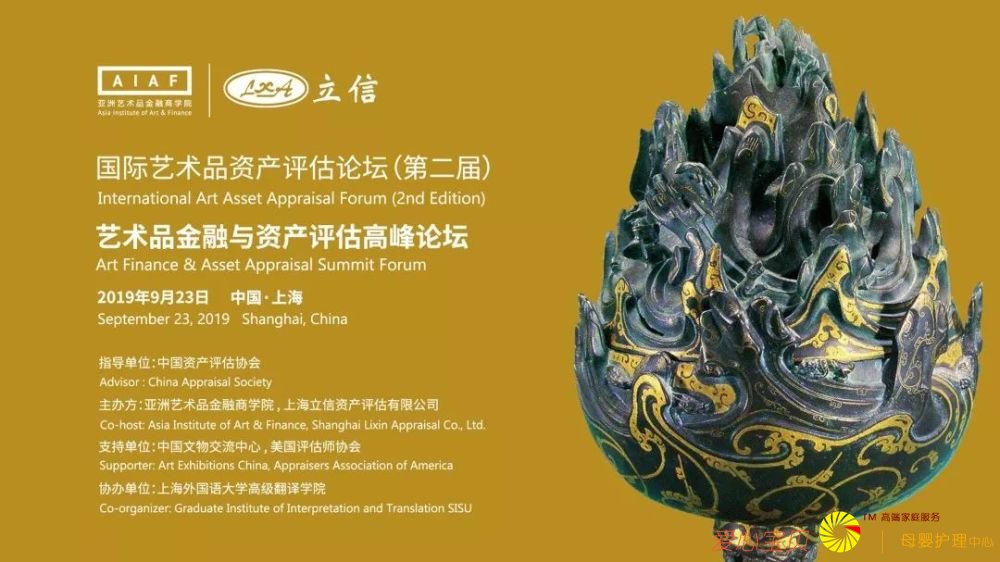 AIAF
亚洲艺术品金融商学院
Asia Institute of Art & Finance
LXA 立信
国际艺术品资产评估论坛(第二届)
International Art Asset Appraisal Forum (2nd Edition)
艺术品金融与资产评估高峰论坛
Art Finance & Asset Appraisal Summit Forum
2019年9月23日 中国·上海
September 23, 2019 Shanghai, China
指导单位:中国资产评估协会
Advisor : China Appraisal Society
主办方:亚洲艺术品金融商学院 , 上海立信资产评估有限公司
Co-host: Asia Institute of Art & Finance, Shanghai Lixin Appraisal Co., Ltd.
支持单位:中国文物交流中心 , 美国评估师协会
Supporter: Art Exhibitions China, Appraisers Association of America
协办单位:上海外国语大学高级翻译学院
Co-organizer: Graduate Institute of Interpretation and Translation SISU
TM 高端家庭服务
母婴护理中心